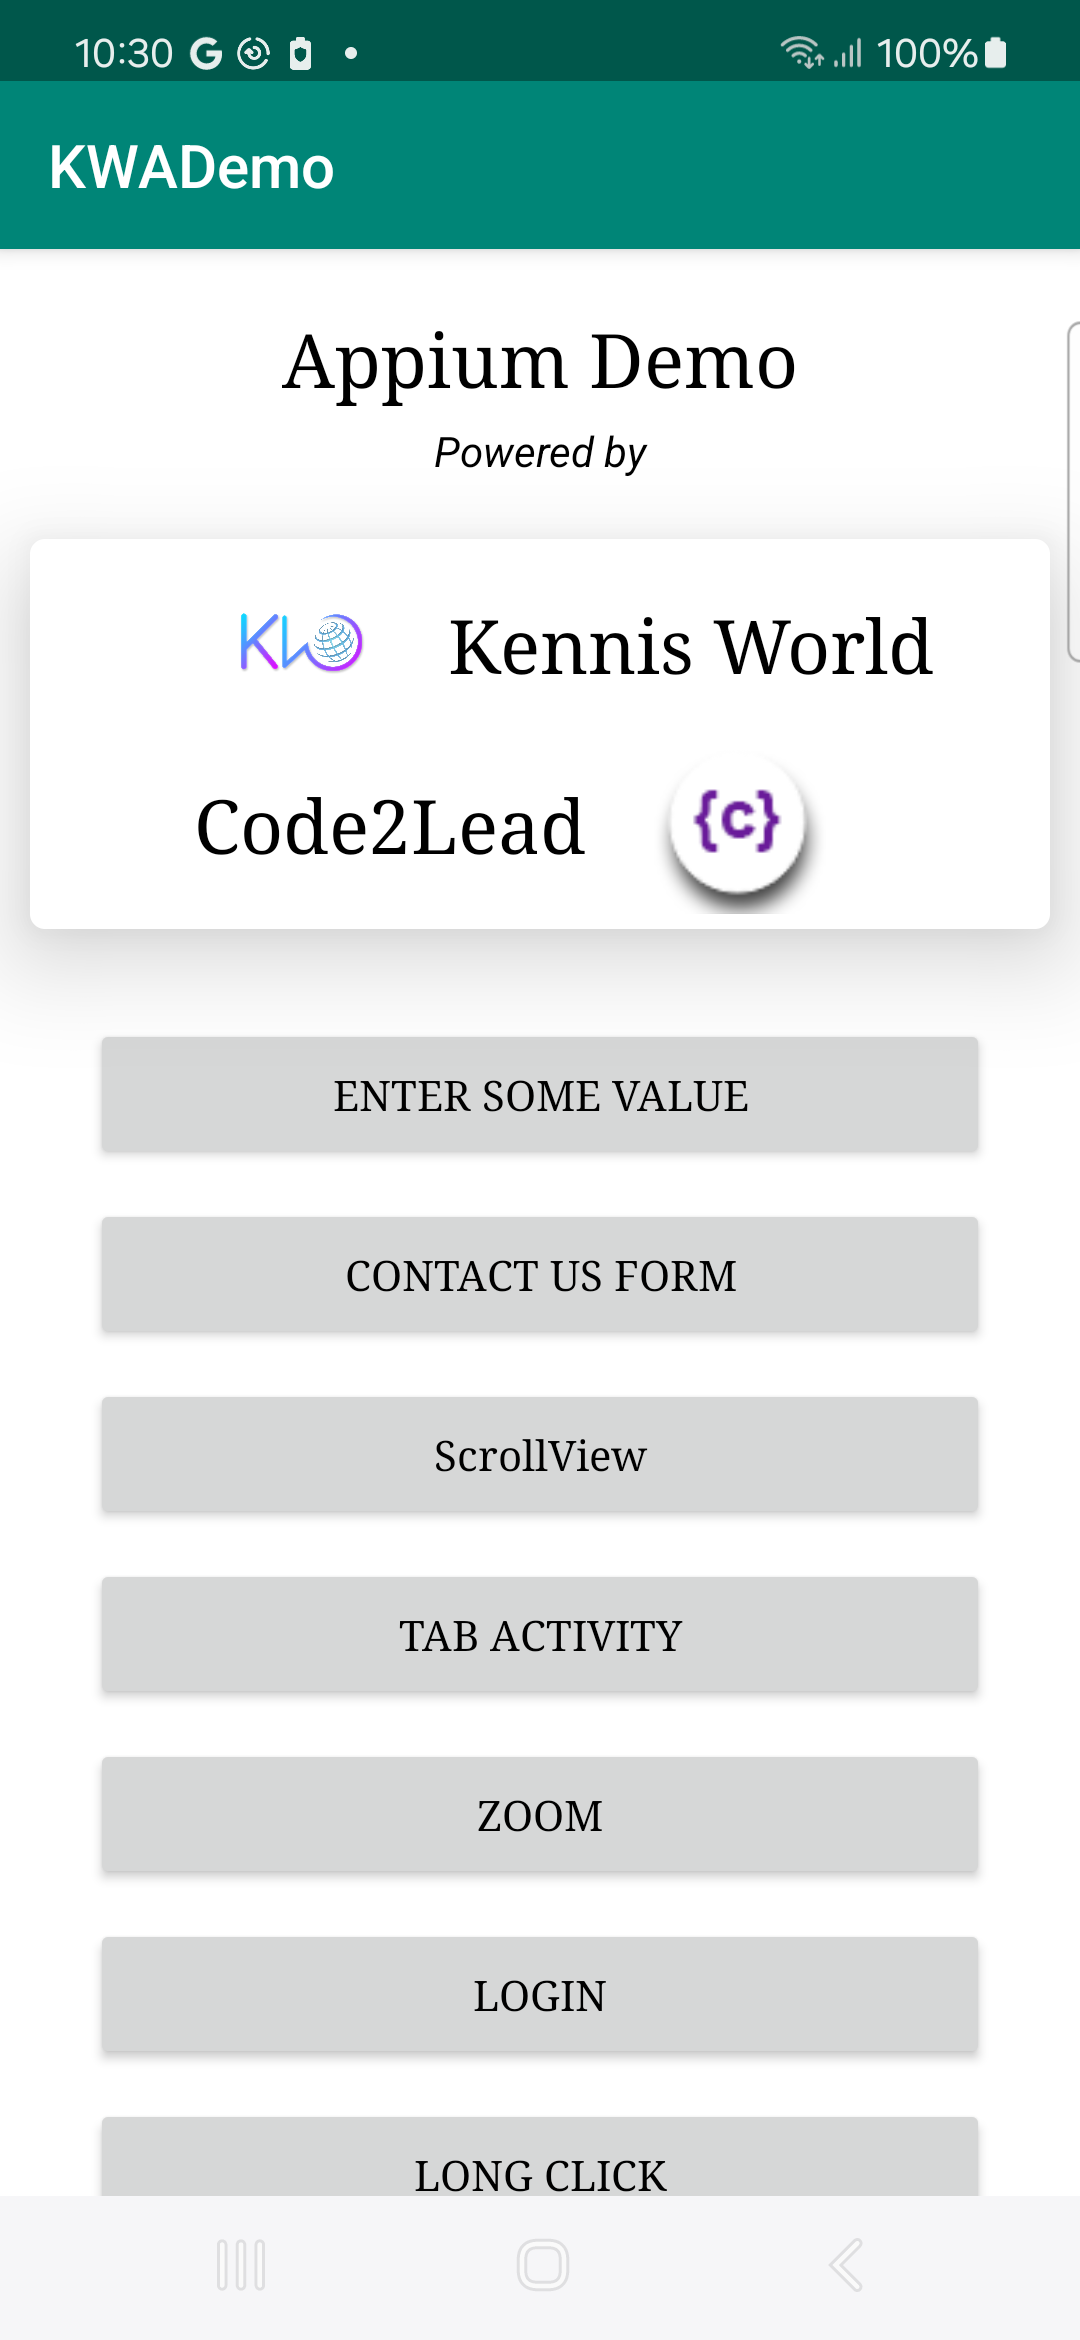 10:30
100%
KWADemo
Appium Demo
Powered by
KW
Kennis World
Code2Lead
{c}
ENTER SOME VALUE
CONTACT US FORM
ScrollView
TAB ACTIVITY
ZOOM
LOGIN
LONG CLICK